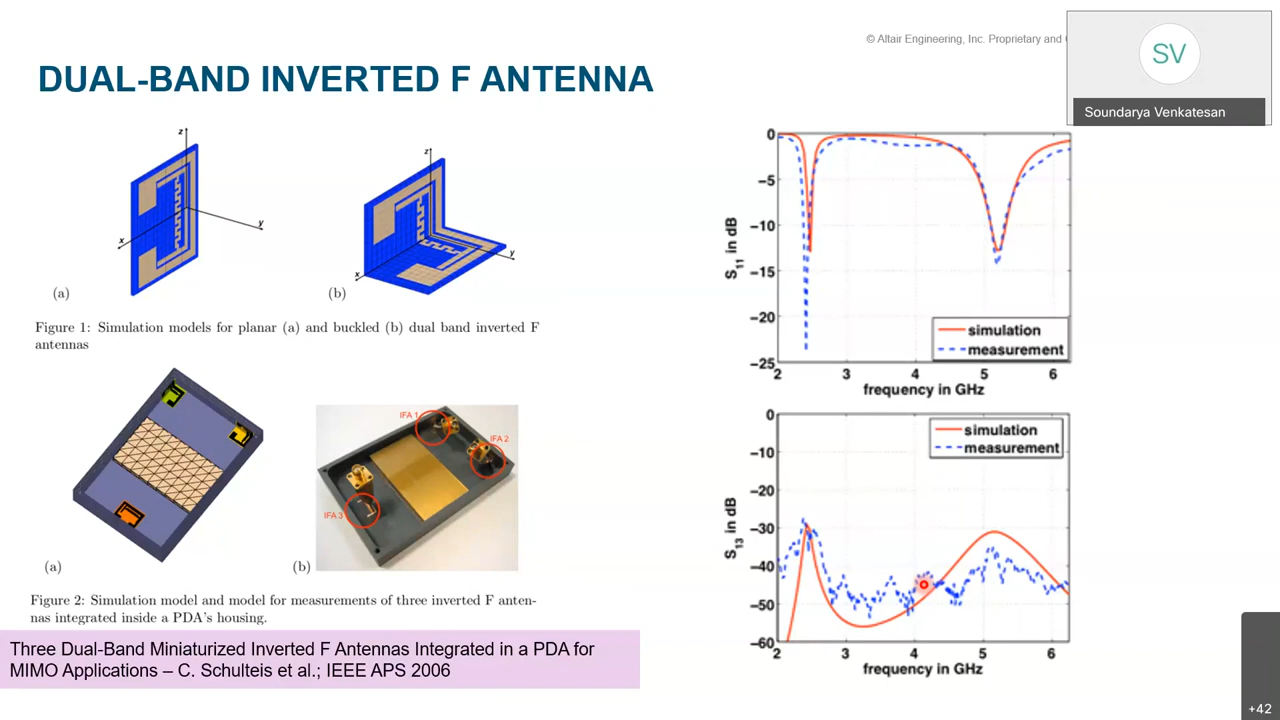 © Altair Engineering, Inc. Proprietary and
SV
Soundarya Venkatesan
DUAL-BAND INVERTED F ANTENNA
z
y
x
(a)
z
y
x
(b)
Figure 1: Simulation models for planar (a) and buckled (b) dual band inverted F
antennas
(a)
IFA 1
IFA 2
IFA 3
(b)
Figure 2: Simulation model and model for measurements of three inverted F anten-
nas integrated inside a PDA's housing.
Three Dual-Band Miniaturized Inverted F Antennas Integrated in a PDA for
MIMO Applications – C. Schulteis et al.; IEEE APS 2006
S11 in dB
0
−5
−10
−15
−20
−25
simulation
measurement
2 3 4 5 6
frequency in GHz
S13 in dB
0
−10
−20
−30
−40
−50
−60
simulation
measurement
2 3 4 5 6
frequency in GHz
+42